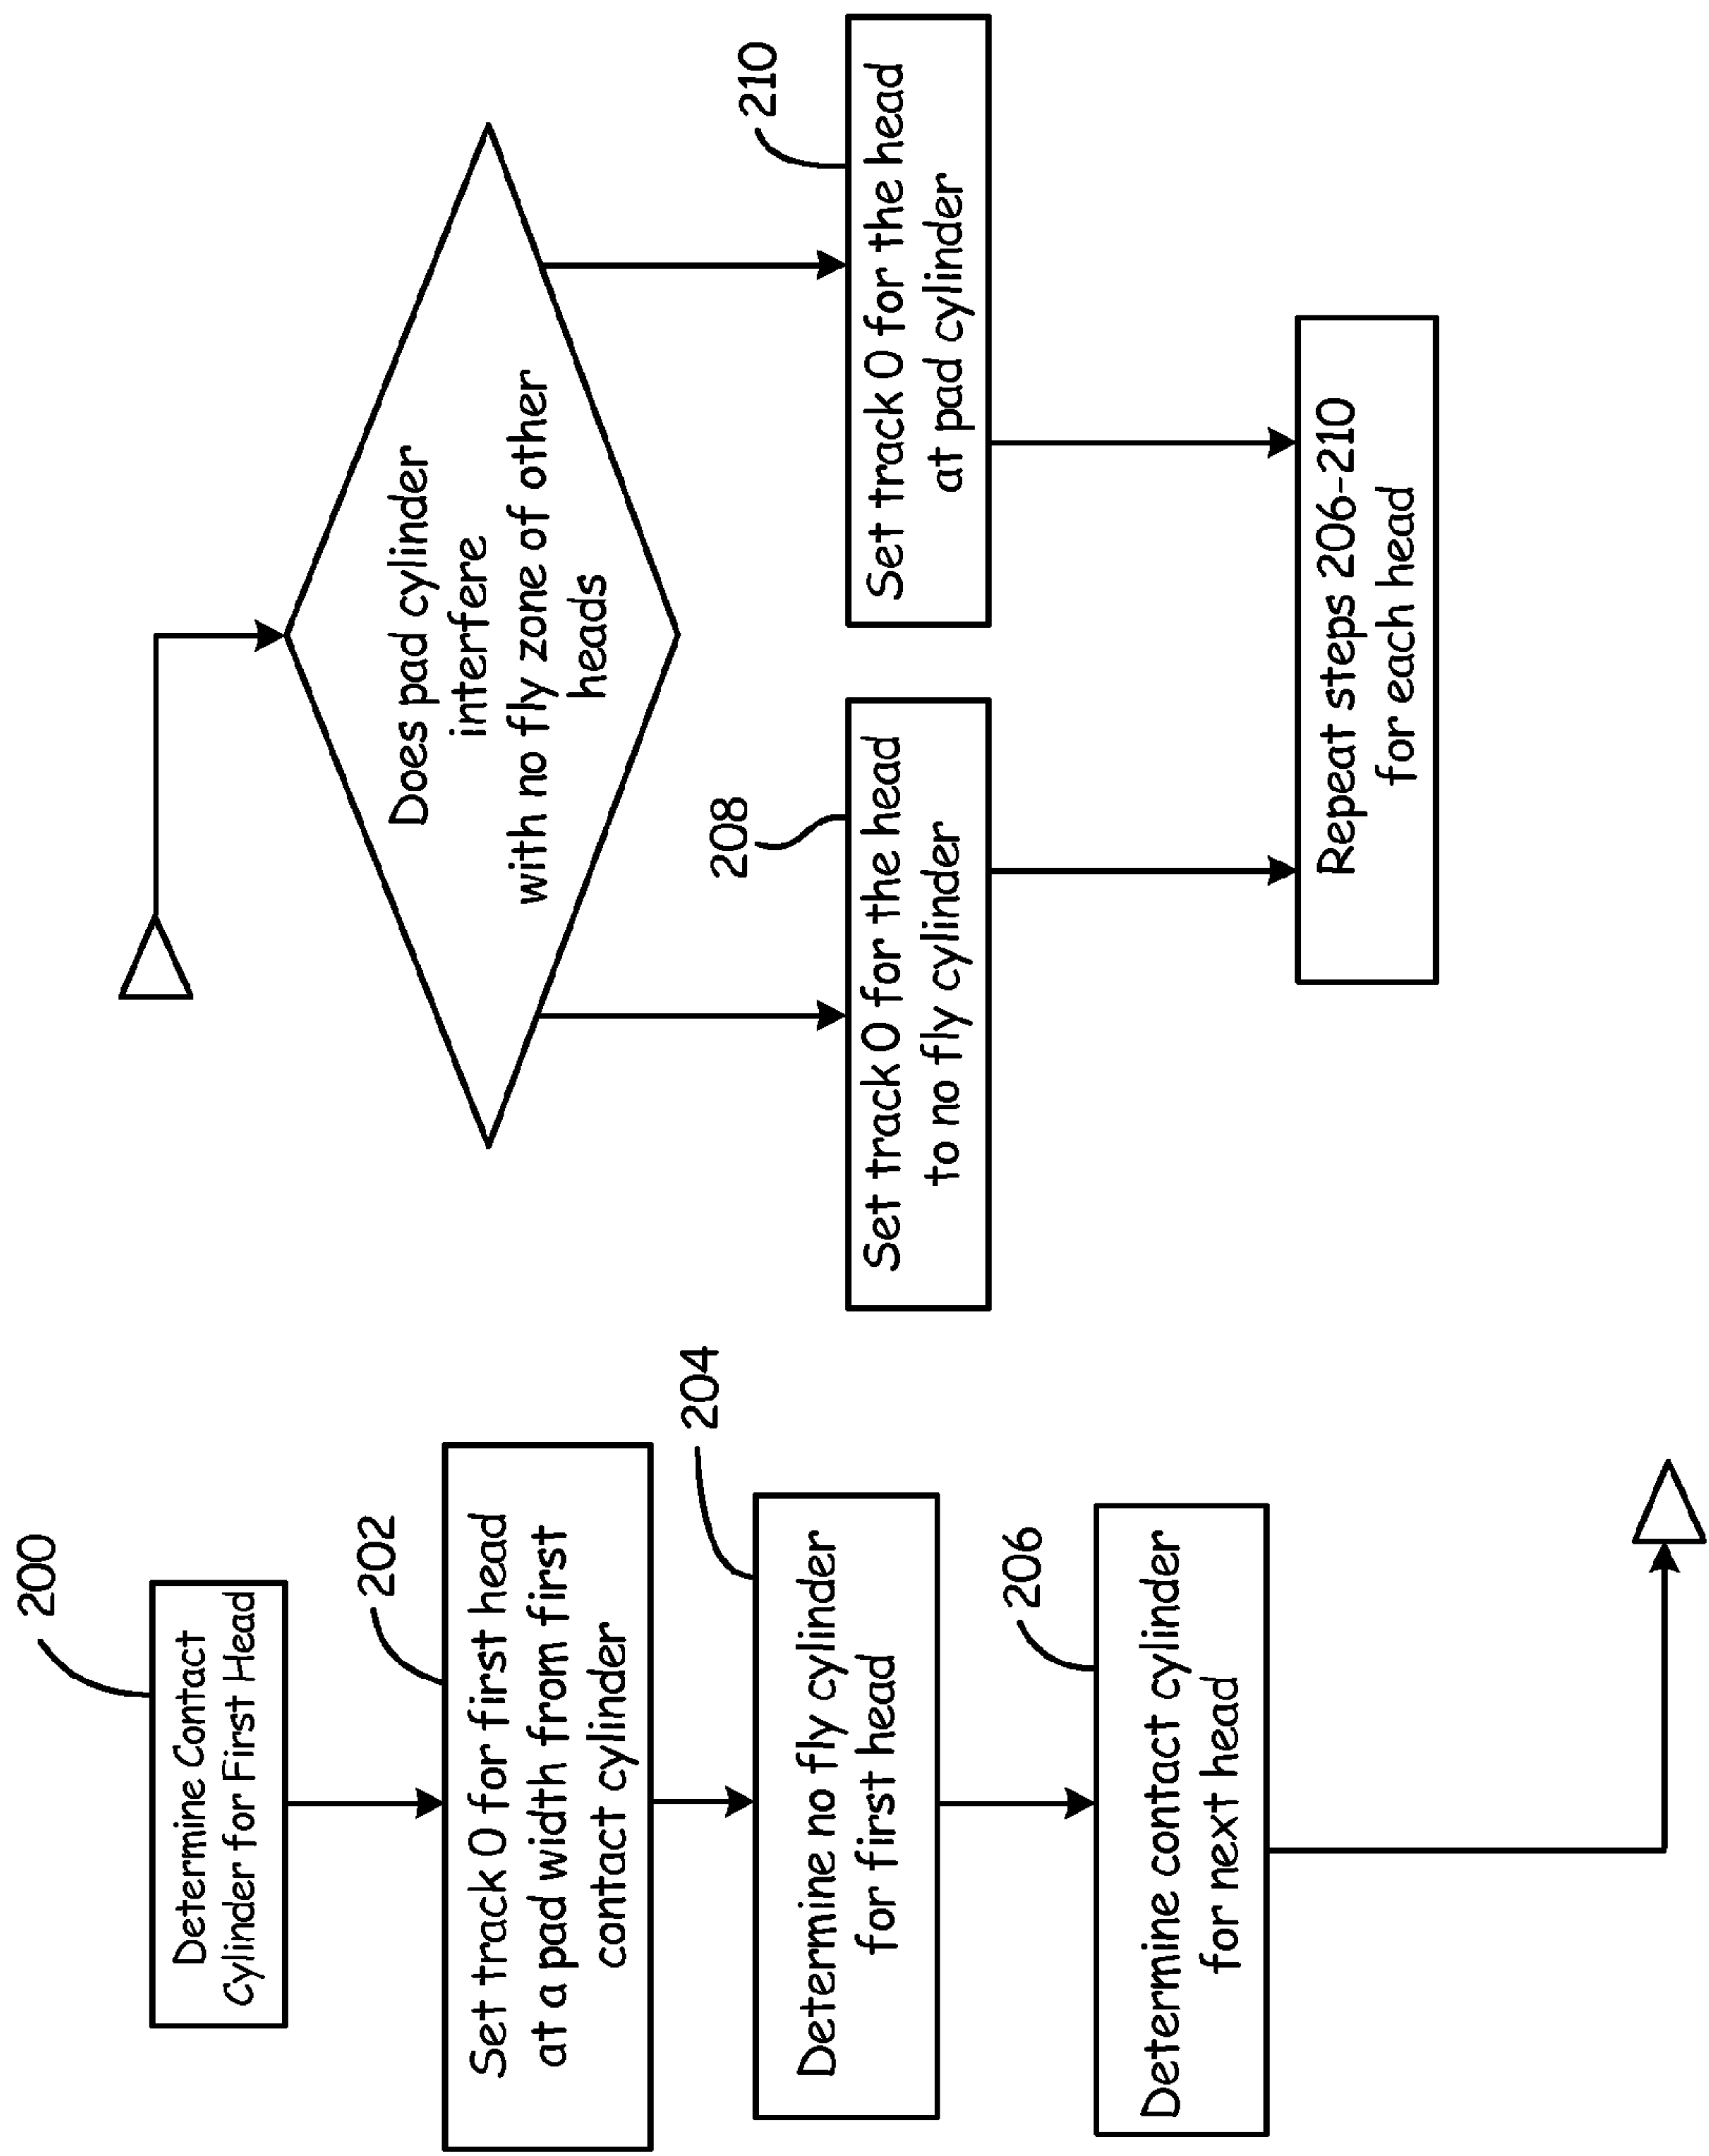 200
Determine Contact
Cylinder for First Head
202
Set track 0 for first head
at a pad width from first
contact cylinder
204
Determine no fly cylinder
for first head
206
Determine contact cylinder
for next head
Does pad cylinder
interfere
with no fly zone of other
heads
208
Set track 0 for the head
to no fly cylinder
210
Set track 0 for the head
at pad cylinder
Repeat steps 206-210
for each head